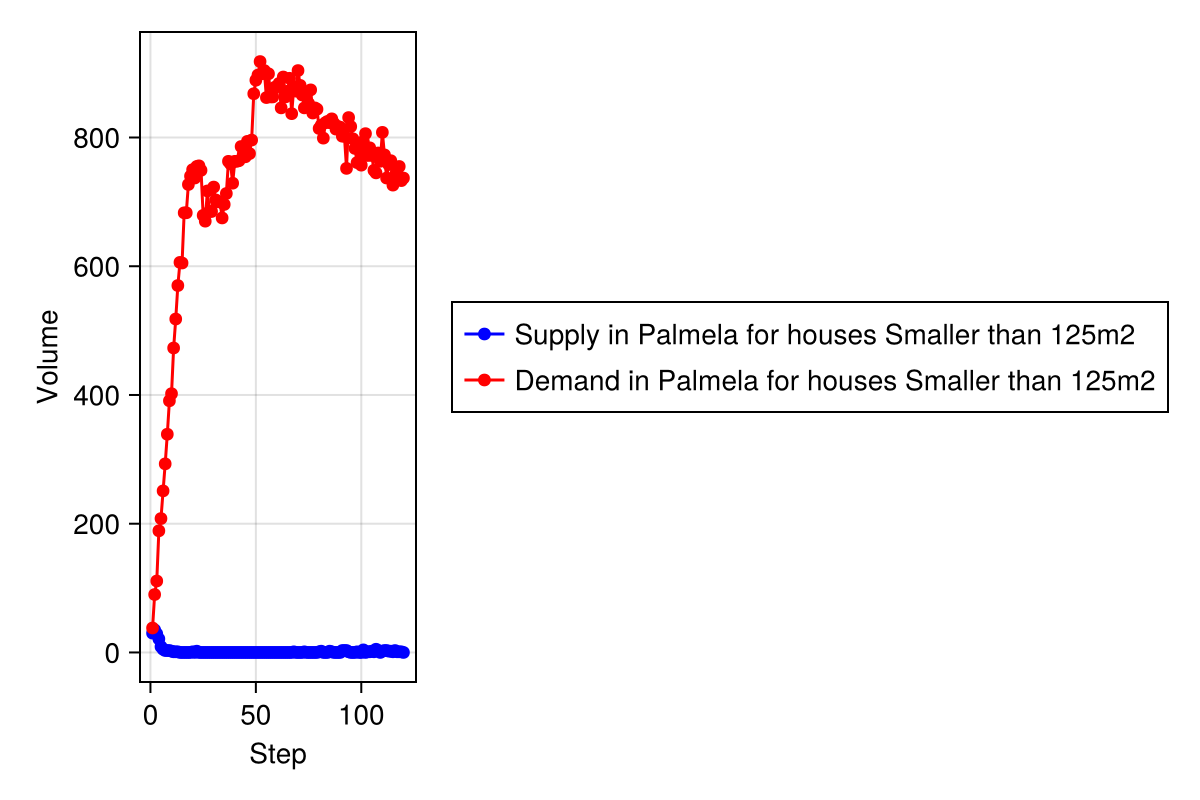 800
600
400
200
0
Volume
0 50 100
Step
Supply in Palmela for houses Smaller than 125m2
Demand in Palmela for houses Smaller than 125m2